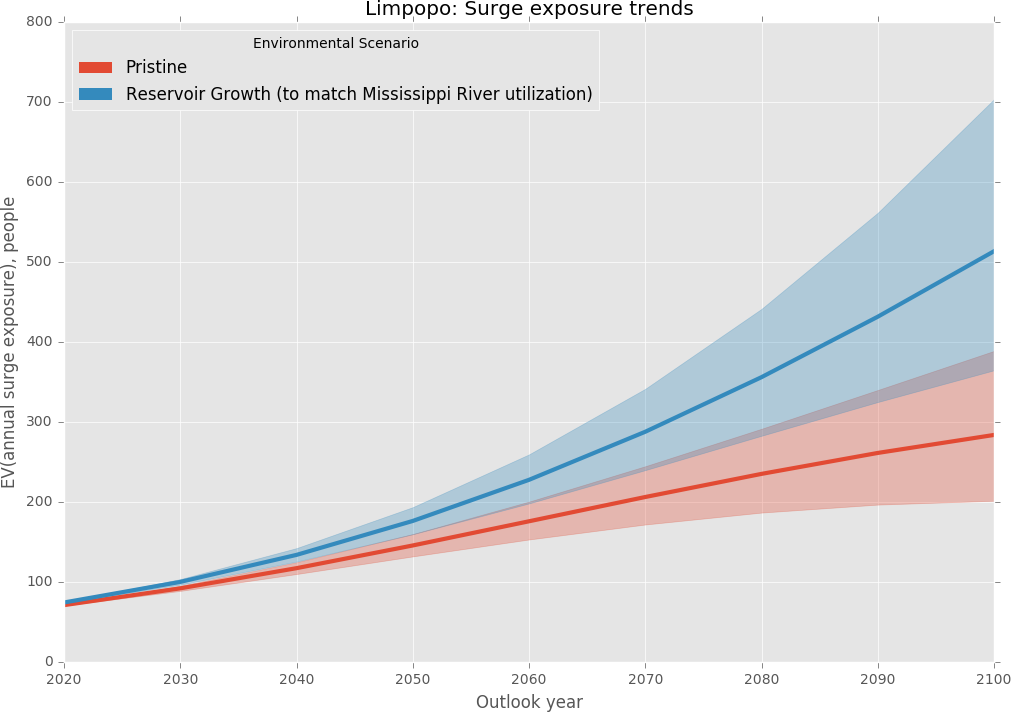 Limpopo: Surge exposure trends
Environmental Scenario
Pristine
Reservoir Growth (to match Mississippi River utilization)
EV(annual surge exposure), people
800
700
600
500
400
300
200
100
0
2020 2030 2040 2050 2060 2070 2080 2090 2100
Outlook year